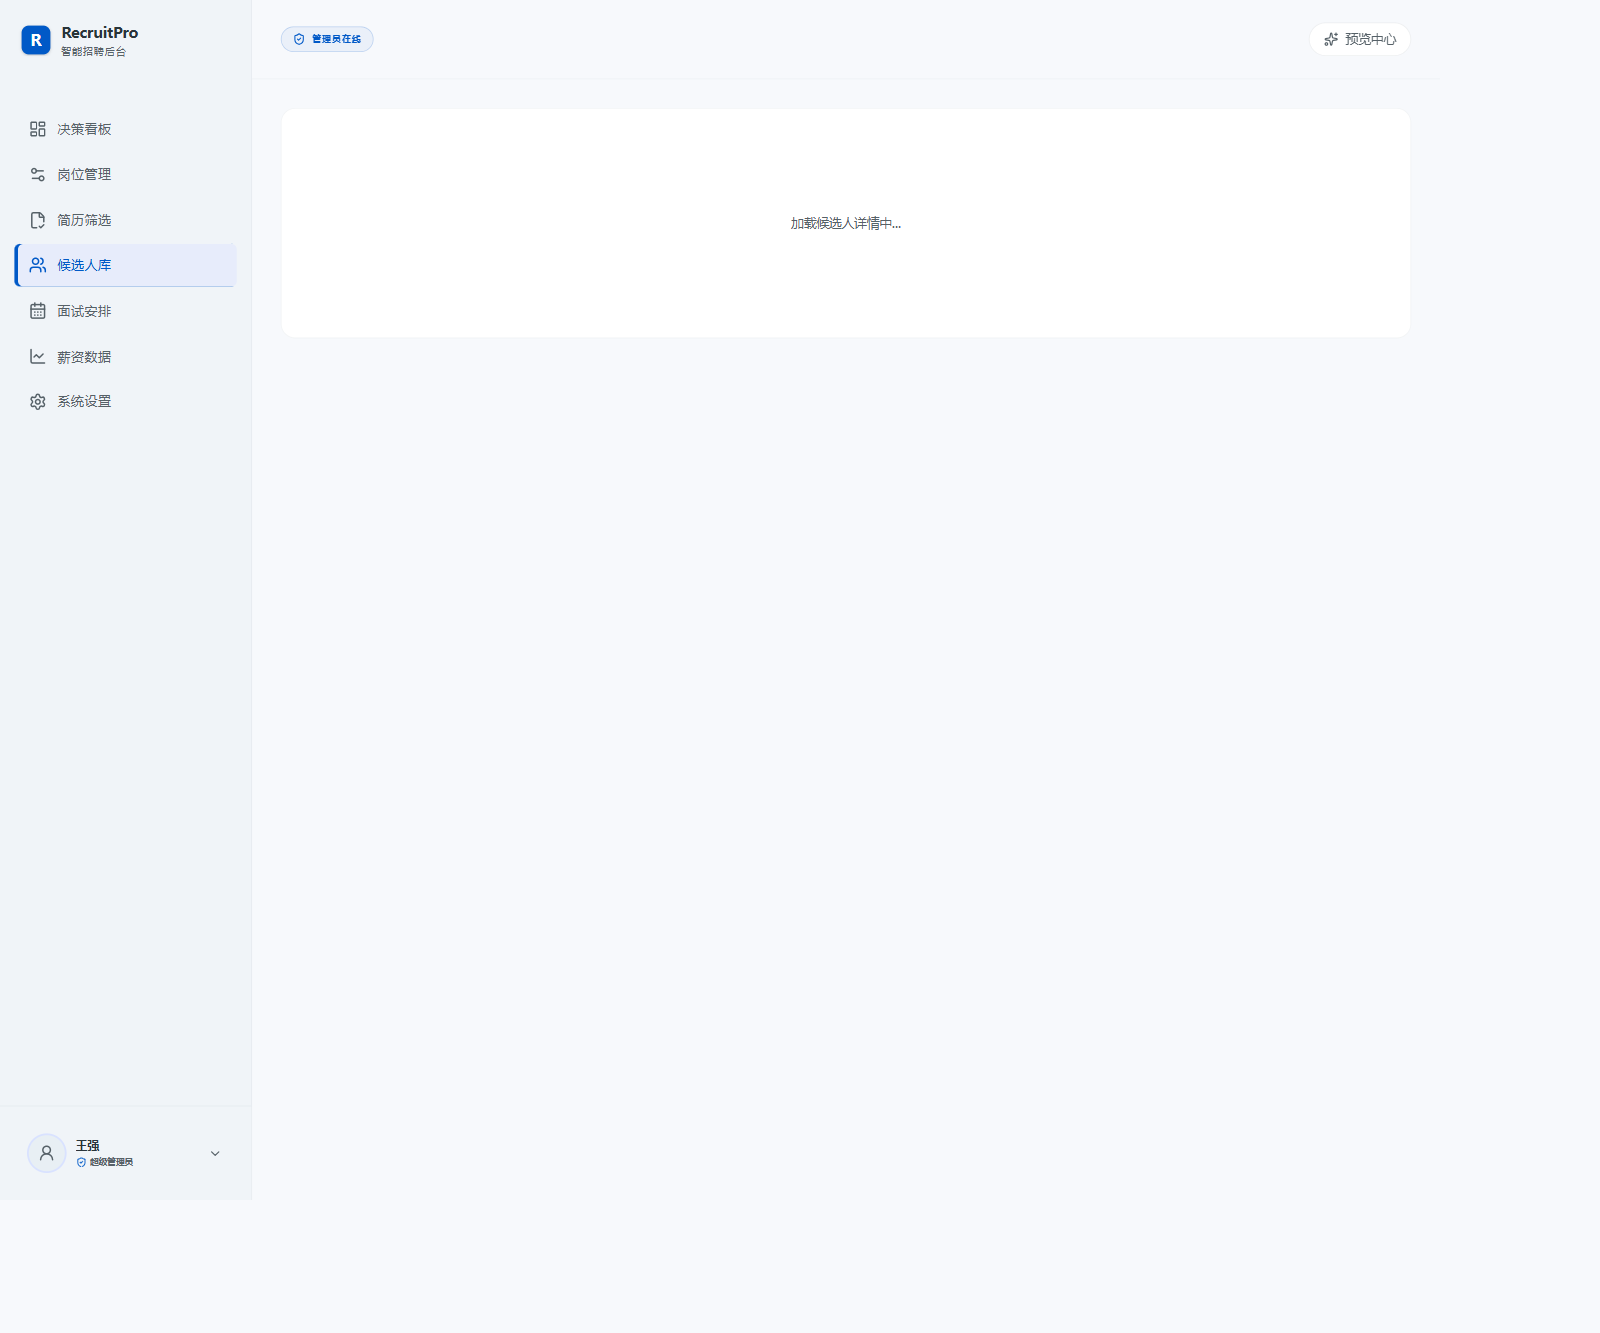 R
RecruitPro
智能招聘后台
管理员在线
预览中心
决策看板
岗位管理
简历筛选
候选人库
面试安排
薪资数据
系统设置
加载候选人详情中...
王强
超级管理员